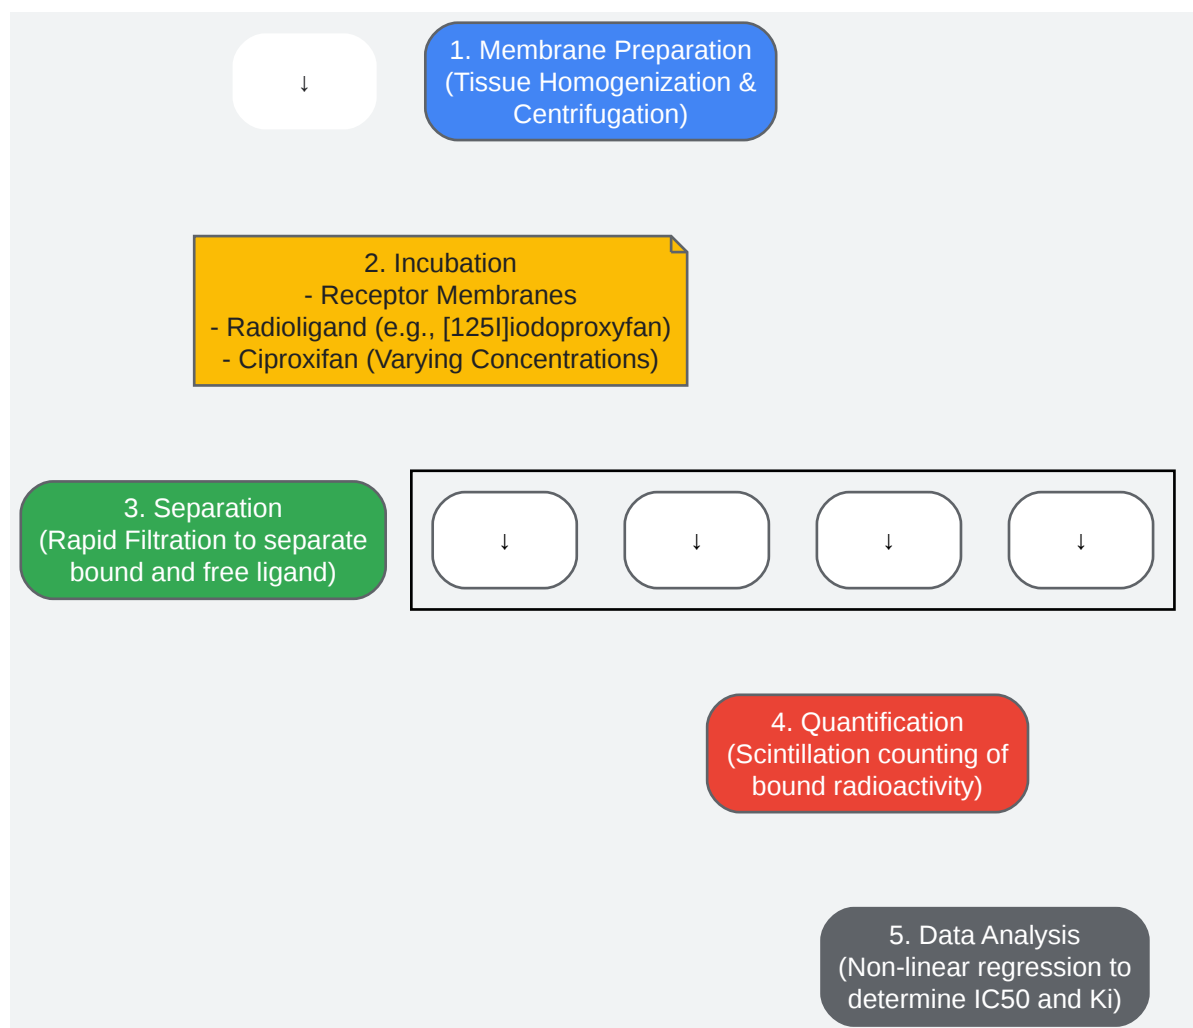 ↓
1. Membrane Preparation
(Tissue Homogenization &
Centrifugation)
2. Incubation
- Receptor Membranes
- Radioligand (e.g., [125I]iodoproxyfan)
- Ciproxifan (Varying Concentrations)
3. Separation
(Rapid Filtration to separate
bound and free ligand)
↓
↓
↓
↓
4. Quantification
(Scintillation counting of
bound radioactivity)
5. Data Analysis
(Non-linear regression to
determine IC50 and Ki)